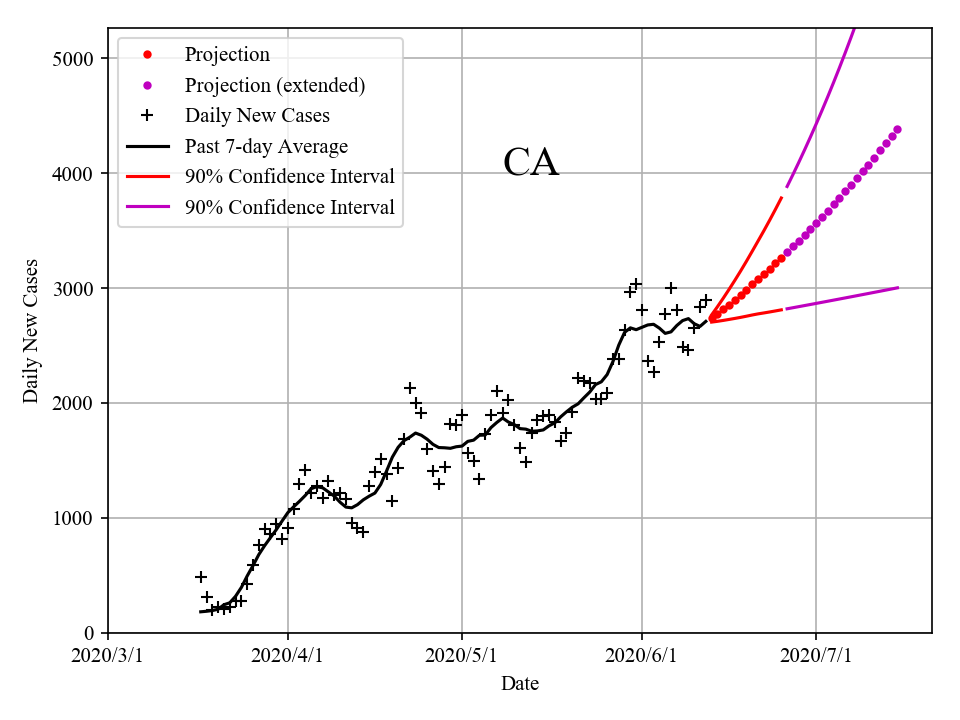 5000
4000
3000
2000
1000
0
Daily New Cases
Projection
Projection (extended)
Daily New Cases
Past 7-day Average
90% Confidence Interval
90% Confidence Interval
CA
2020/3/1 2020/4/1 2020/5/1 2020/6/1 2020/7/1
Date